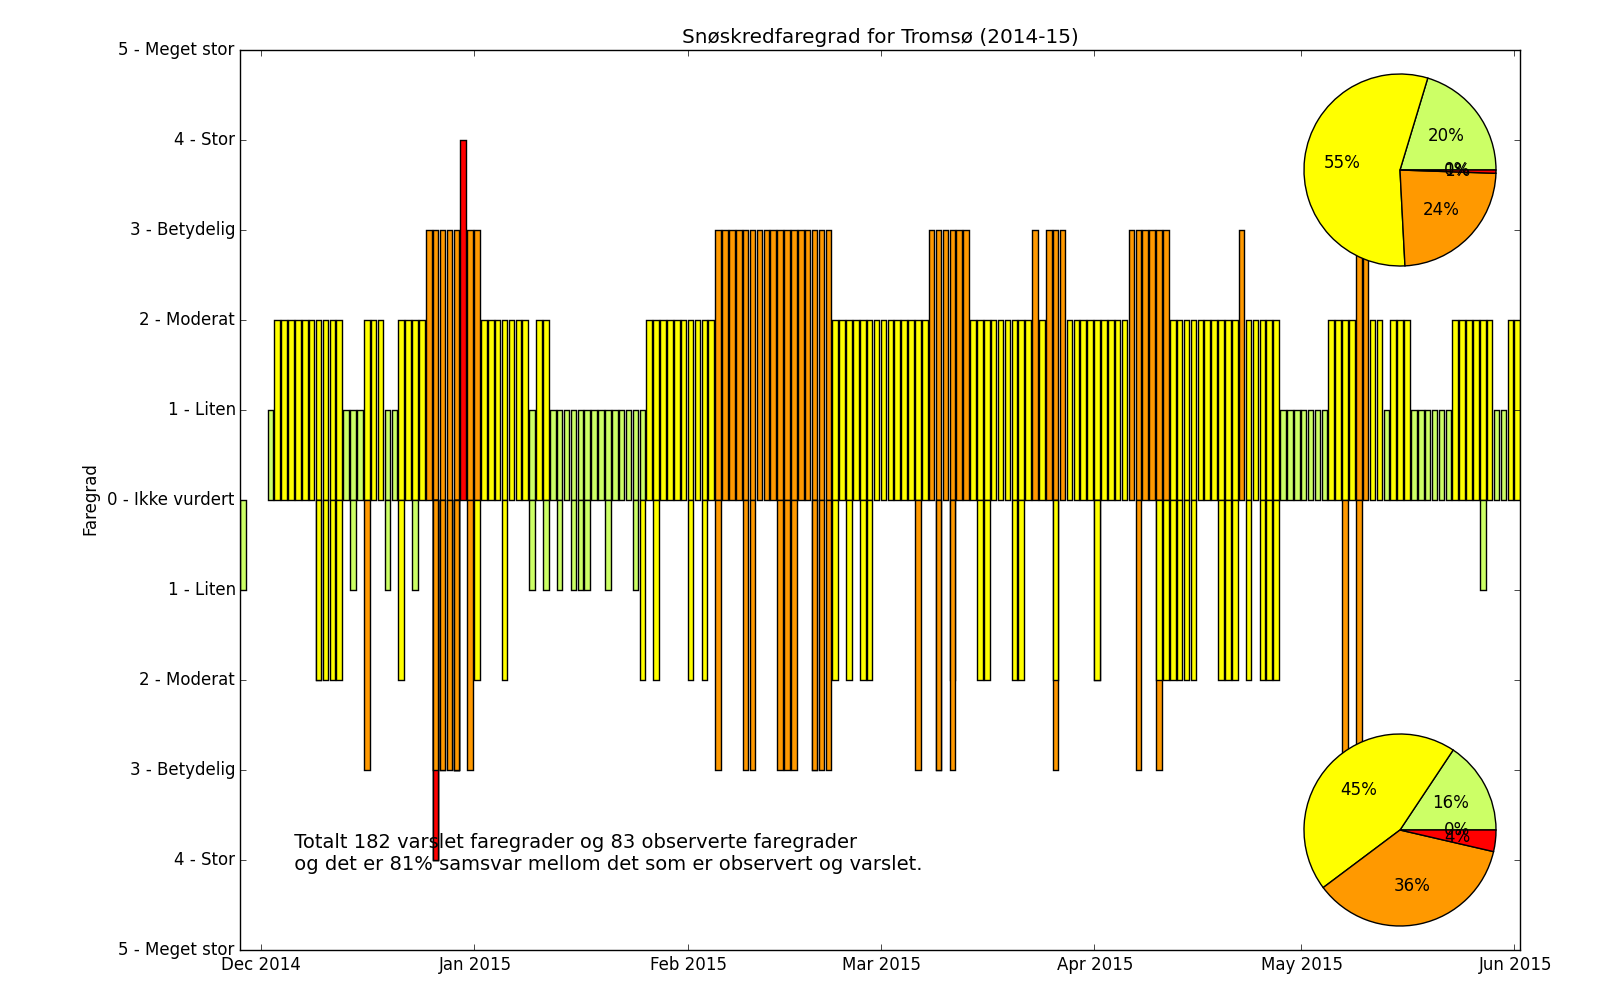 Snøskredfaregrad for Tromsø (2014-15)
5 - Meget stor
4 - Stor
3 - Betydelig
2 - Moderat
1 - Liten
0 - Ikke vurdert
1 - Liten
2 - Moderat
3 - Betydelig
4 - Stor
5 - Meget stor
Faregrad
55%
20%
24%
0%
1%
45%
16%
0%
4%
36%
Totalt 182 varslet faregrader og 83 observerte faregrader
og det er 81% samsvar mellom det som er observert og varslet.
Dec 2014
Jan 2015
Feb 2015
Mar 2015
Apr 2015
May 2015
Jun 2015